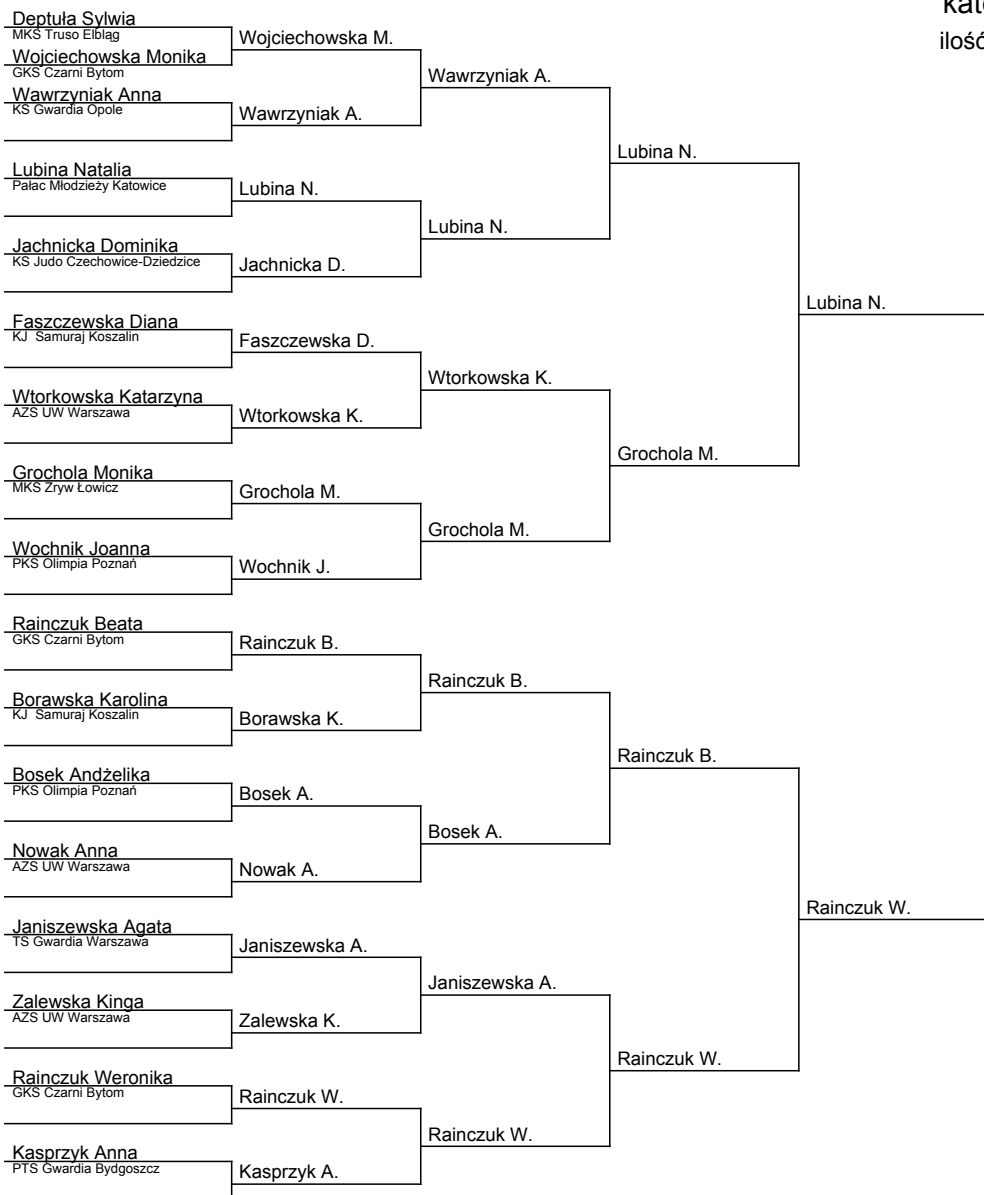 kate
ilość
Deptuła Sylwia
MKS Truso Elbląg
Wojciechowska M.
Wojciechowska Monika
GKS Czarni Bytom
Wawrzyniak A.
Wawrzyniak Anna
KS Gwardia Opole
Wawrzyniak A.
Lubina N.
Lubina Natalia
Pałac Młodzieży Katowice
Lubina N.
Lubina N.
Jachnicka Dominika
KS Judo Czechowice-Dziedzice
Jachnicka D.
Lubina N.
Faszczewska Diana
KJ Samuraj Koszalin
Faszczewska D.
Wtorkowska K.
Wtorkowska Katarzyna
AZS UW Warszawa
Wtorkowska K.
Grochola M.
Grochola Monika
MKS Zryw Łowicz
Grochola M.
Grochola M.
Wochnik Joanna
PKS Olimpia Poznań
Wochnik J.
Rainczuk Beata
GKS Czarni Bytom
Rainczuk B.
Rainczuk B.
Borawska Karolina
KJ Samuraj Koszalin
Borawska K.
Rainczuk B.
Bosek Andżelika
PKS Olimpia Poznań
Bosek A.
Bosek A.
Nowak Anna
AZS UW Warszawa
Nowak A.
Rainczuk W.
Janiszewska Agata
TS Gwardia Warszawa
Janiszewska A.
Janiszewska A.
Zalewska Kinga
AZS UW Warszawa
Zalewska K.
Rainczuk W.
Rainczuk Weronika
GKS Czarni Bytom
Rainczuk W.
Rainczuk W.
Kasprzyk Anna
PTS Gwardia Bydgoszcz
Kasprzyk A.